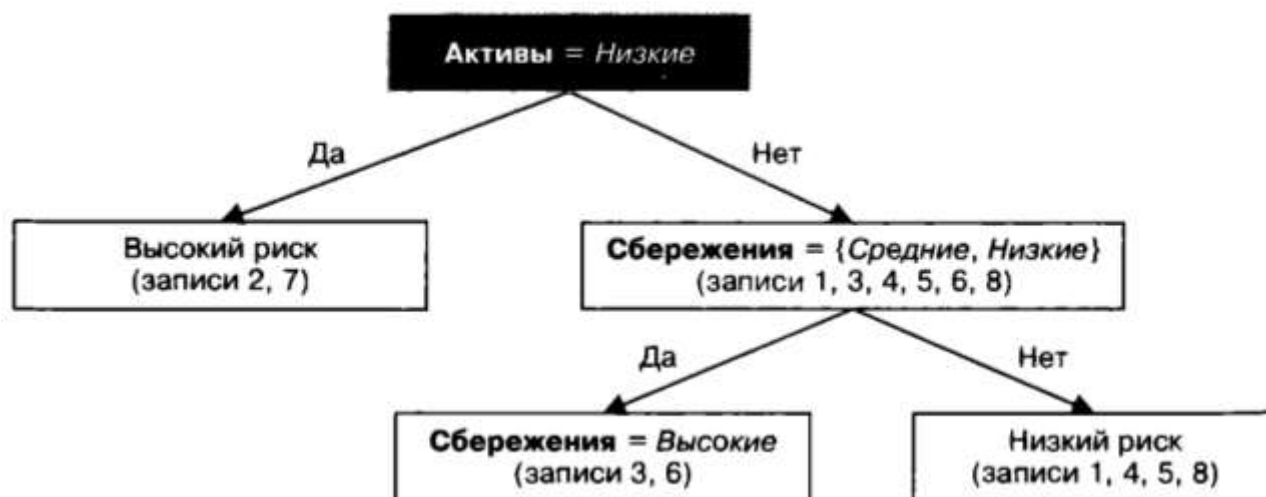 Активы = Низкие
Да
Нет
Высокий риск
(записи 2, 7)
Сбережения = {Средние, Низкие}
(записи 1, 3, 4, 5, 6, 8)
Да
Нет
Сбережения = Высокие
(записи 3, 6)
Низкий риск
(записи 1, 4, 5, 8)